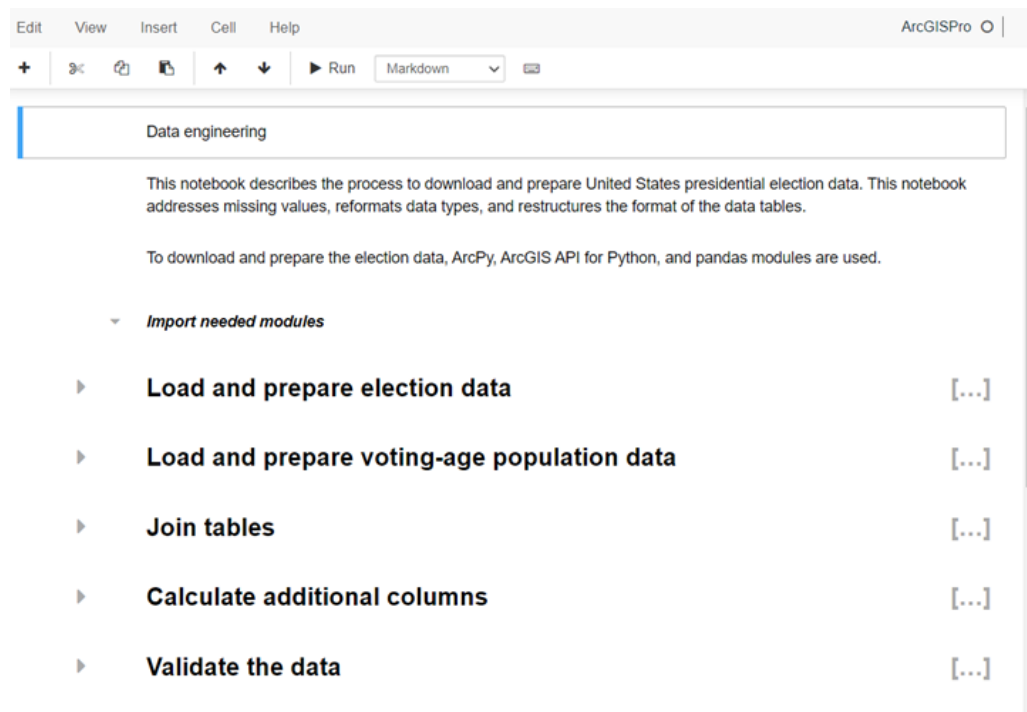 Edit View Insert Cell Help ArcGISPro
Run Markdown
Data engineering
This notebook describes the process to download and prepare United States presidential election data. This notebook
addresses missing values, reformats data types, and restructures the format of the data tables.
To download and prepare the election data, ArcPy, ArcGIS API for Python, and pandas modules are used.
Import needed modules
Load and prepare election data [...]
Load and prepare voting-age population data [...]
Join tables [...]
Calculate additional columns [...]
Validate the data [...]